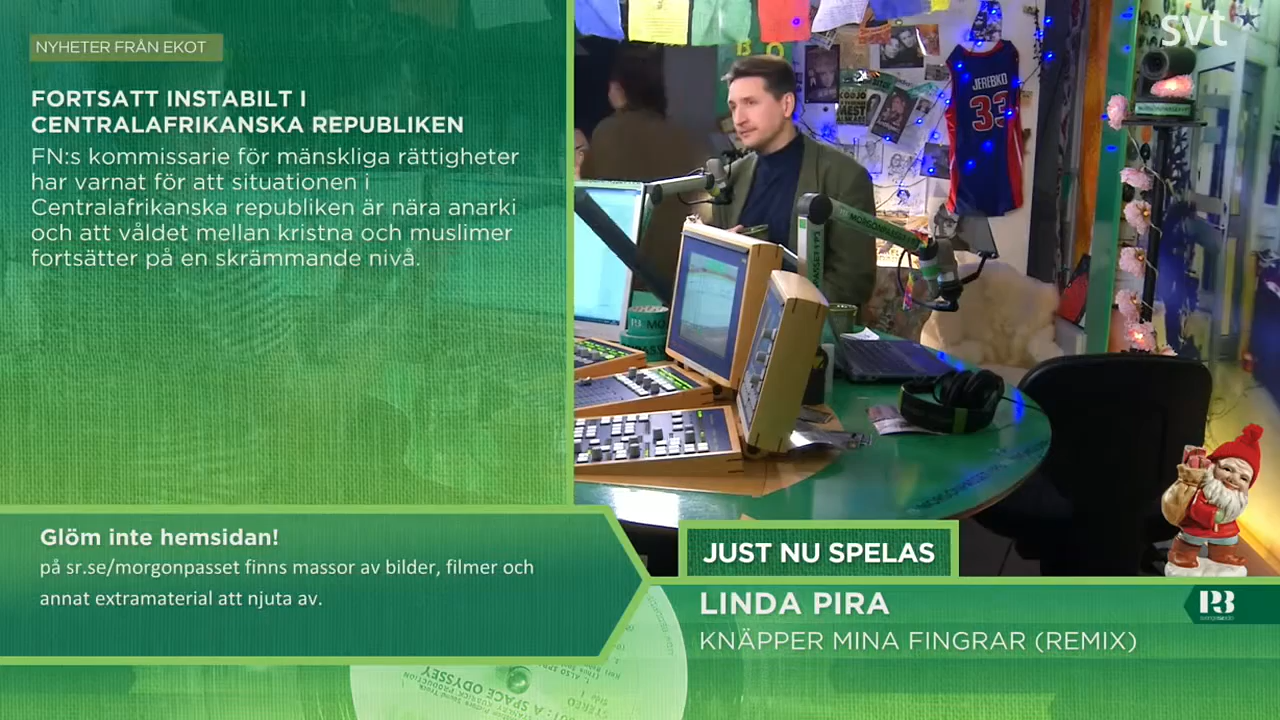 NYHETER FRÅN EKOT
FORTSATT INSTABILT I
CENTRALAFRIKANSKA REPUBLIKEN
FN:s kommissarie för mänskliga rättigheter
har varnat för att situationen i
Centralafrikanska republiken är nära anarki
och att våldet mellan kristna och muslimer
fortsätter på en skrämmande nivå.
svt
JEREBKO
33
Glöm inte hemsidan!
på sr.se/morgonpasset finns massor av bilder, filmer och
annat extramaterial att njuta av.
JUST NU SPELAS
LINDA PIRA
KNÄPPER MINA FINGRAR (REMIX)
P3
A SPACE ODYSSEY
STEREO